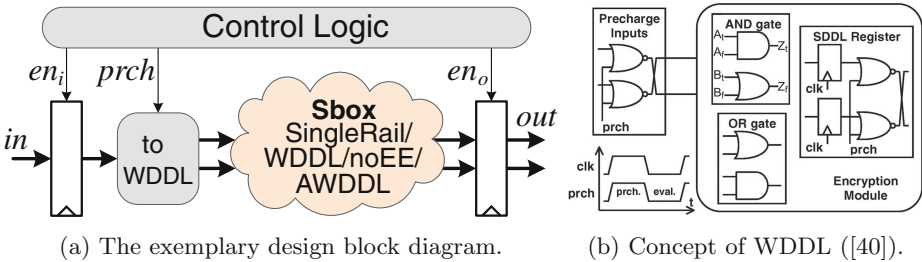 Control Logic
en_i
prch
en_o
in
to
WDDL
Sbox
SingleRail/
WDDL/noEE/
AWDDL
out
(a) The exemplary design block diagram.
Precharge
Inputs
prch
clk
prch
prch. eval.
t
AND gate
A_t
A_f
Z_t
B_t
B_f
Z_f
OR gate
SDDL Register
clk
clk
prch
Encryption
Module
(b) Concept of WDDL ([40]).